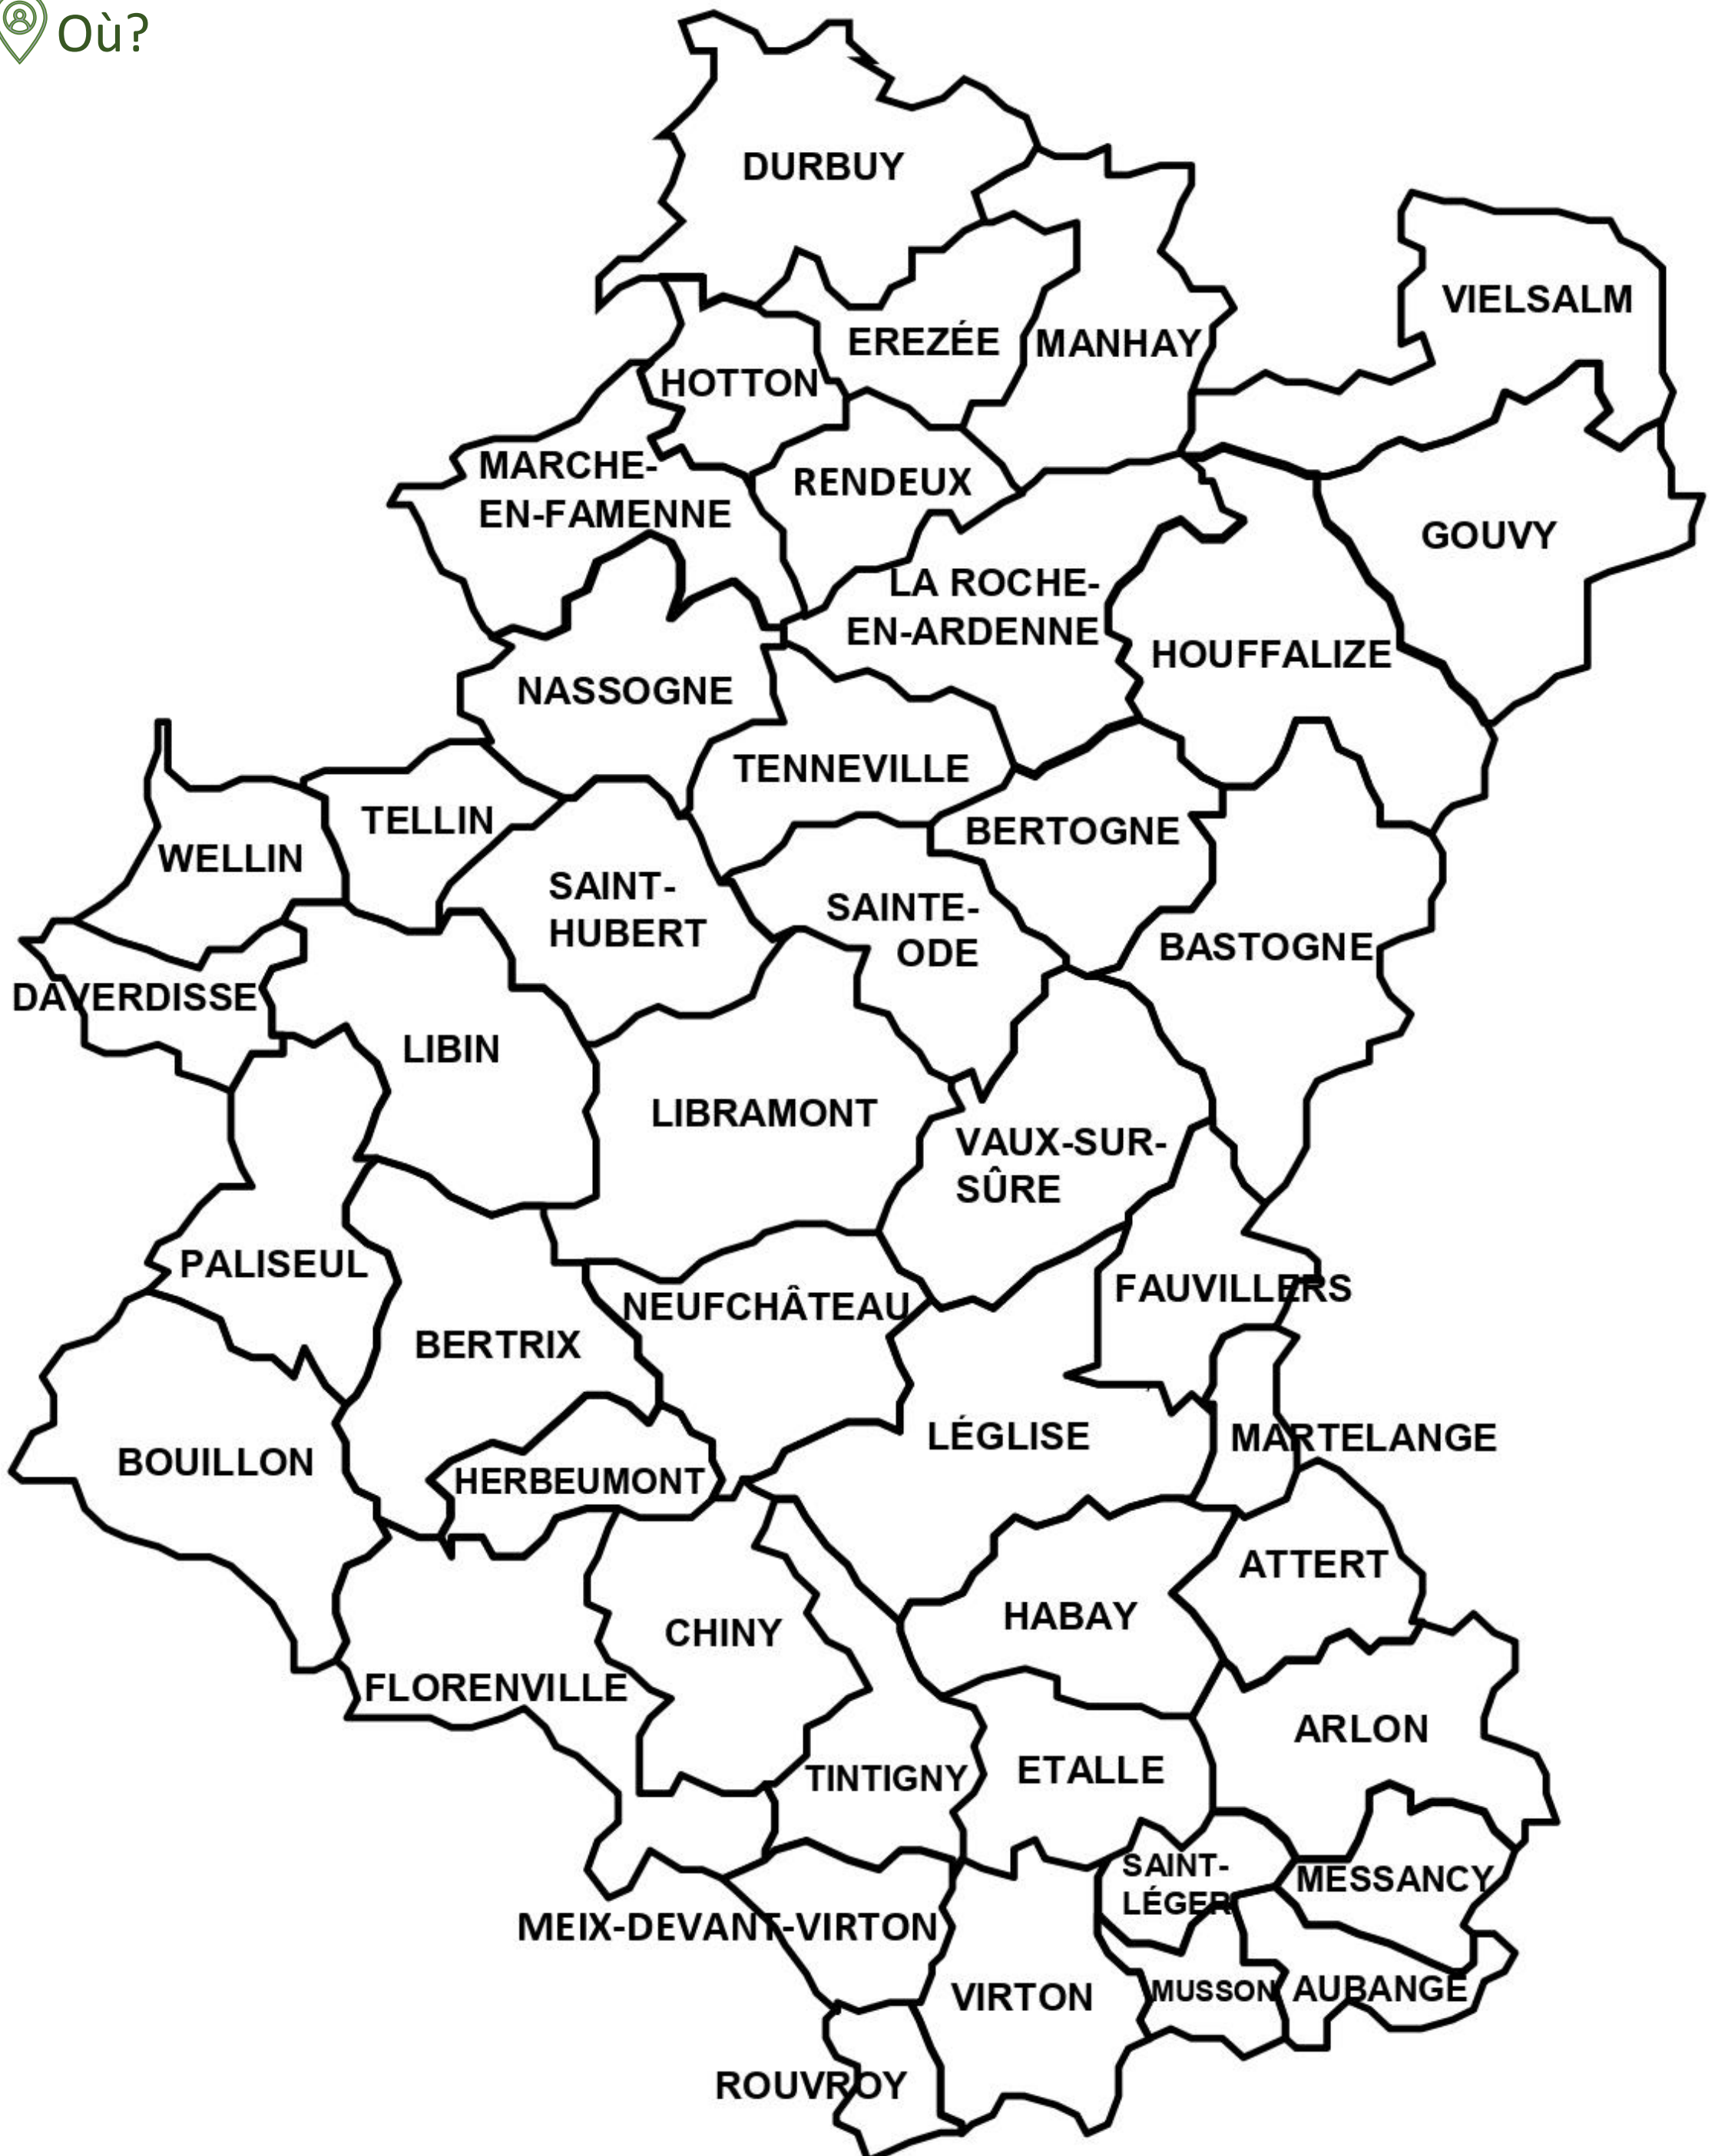 Où?
DURBUY
VIELSALM
EREZÉE
MANHAY
HOTTON
MARCHE-
EN-FAMENNE
RENDEUX
GOUVY
LA ROCHE-
EN-ARDENNE
HOUFFALIZE
NASSOGNE
TENNEVILLE
TELLIN
BERTOGNE
WELLIN
SAINT-
HUBERT
SAINTE-
ODE
BASTOGNE
DAVERDISSE
LIBIN
LIBRAMONT
VAUX-SUR-
SÛRE
PALISEUL
FAUVILLERS
NEUFCHÂTEAU
BERTRIX
LÉGLISE
MARTELANGE
BOUILLON
HERBEUMONT
ATTERT
HABAY
CHINY
FLORENVILLE
ARLON
ETALLE
TINTIGNY
SAINT-
LÉGER
MESSANCY
MEIX-DEVANT-VIRTON
VIRTON
MUSSON
AUBANGE
ROUVROY